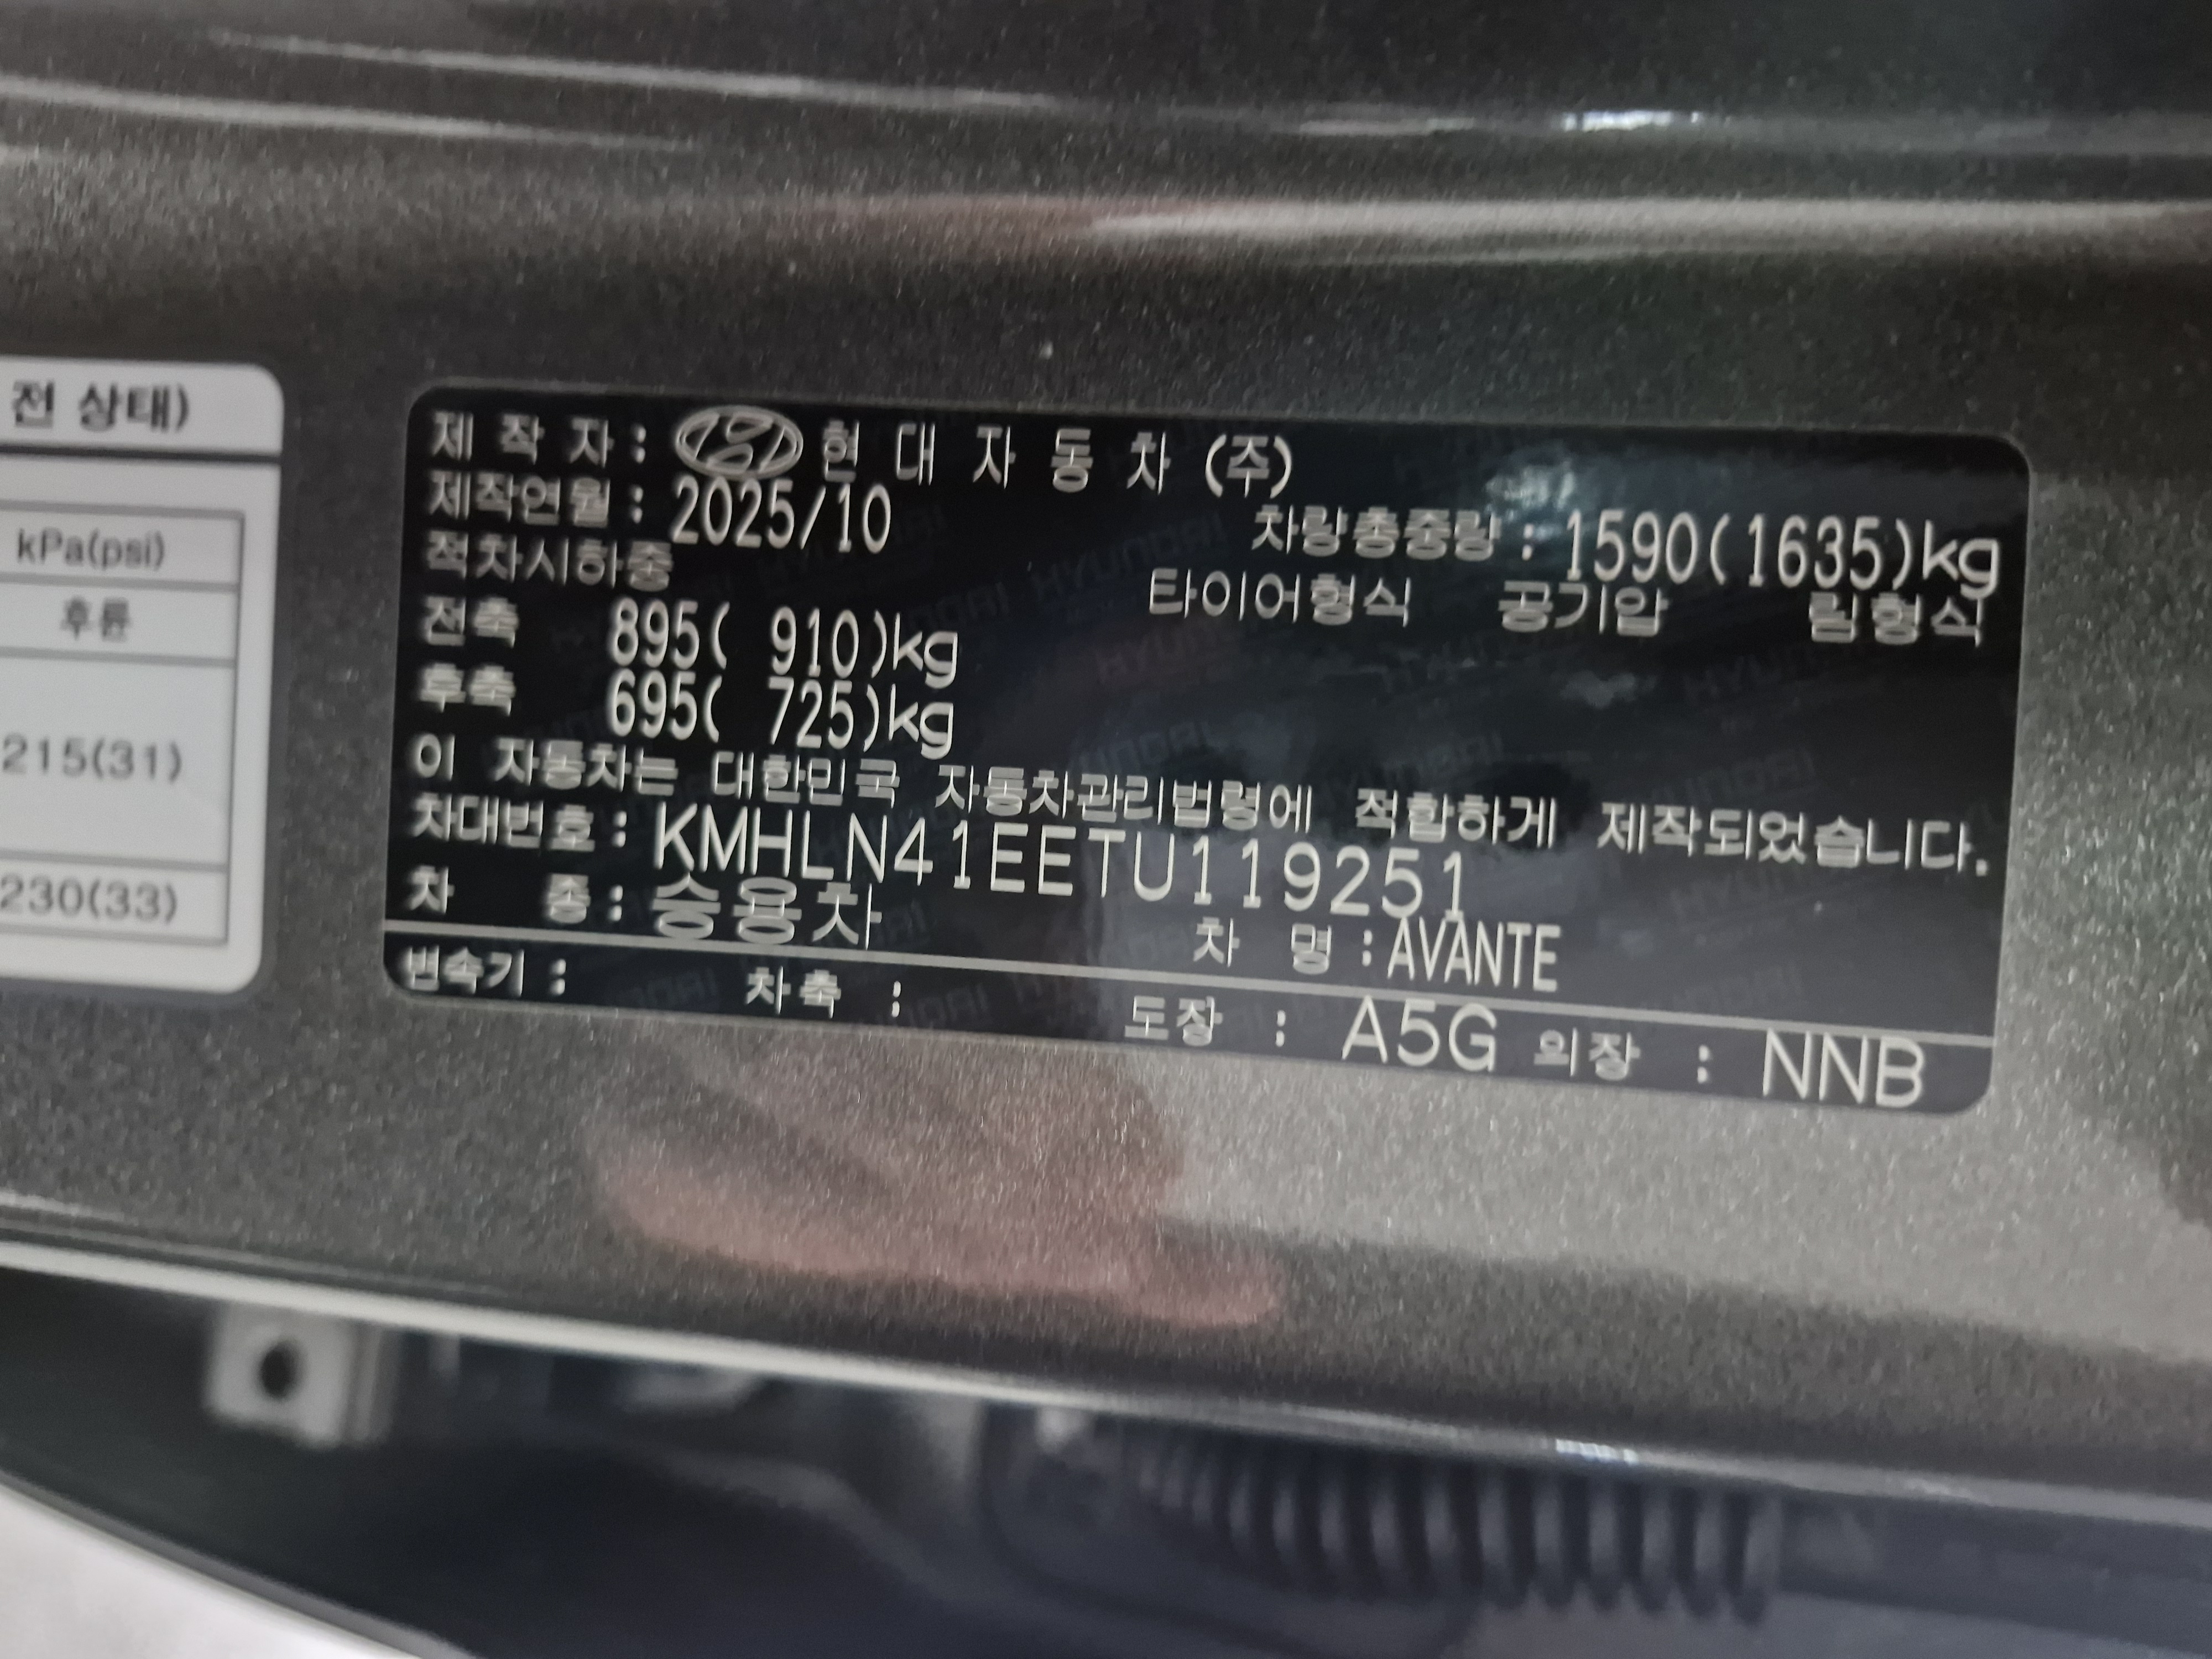 전 상태)
kPa(psi)
후륜
215(31)
230(33)
제 작 자 : 현 대 자 동 차 (주)
제작연월 : 2025/10
차량총중량 : 1590(1635)kg
적차시하중
타이어형식 공기압 림형식
전축 895( 910)kg
후축 695( 725)kg
이 자동차는 대한민국 자동차관리법령에 적합하게 제작되었습니다.
차대번호 : KMHLN41EETU119251
차 종 : 승용차 차 명 : AVANTE
변속기 : 차축 : 도장 : A5G 의장 : NNB